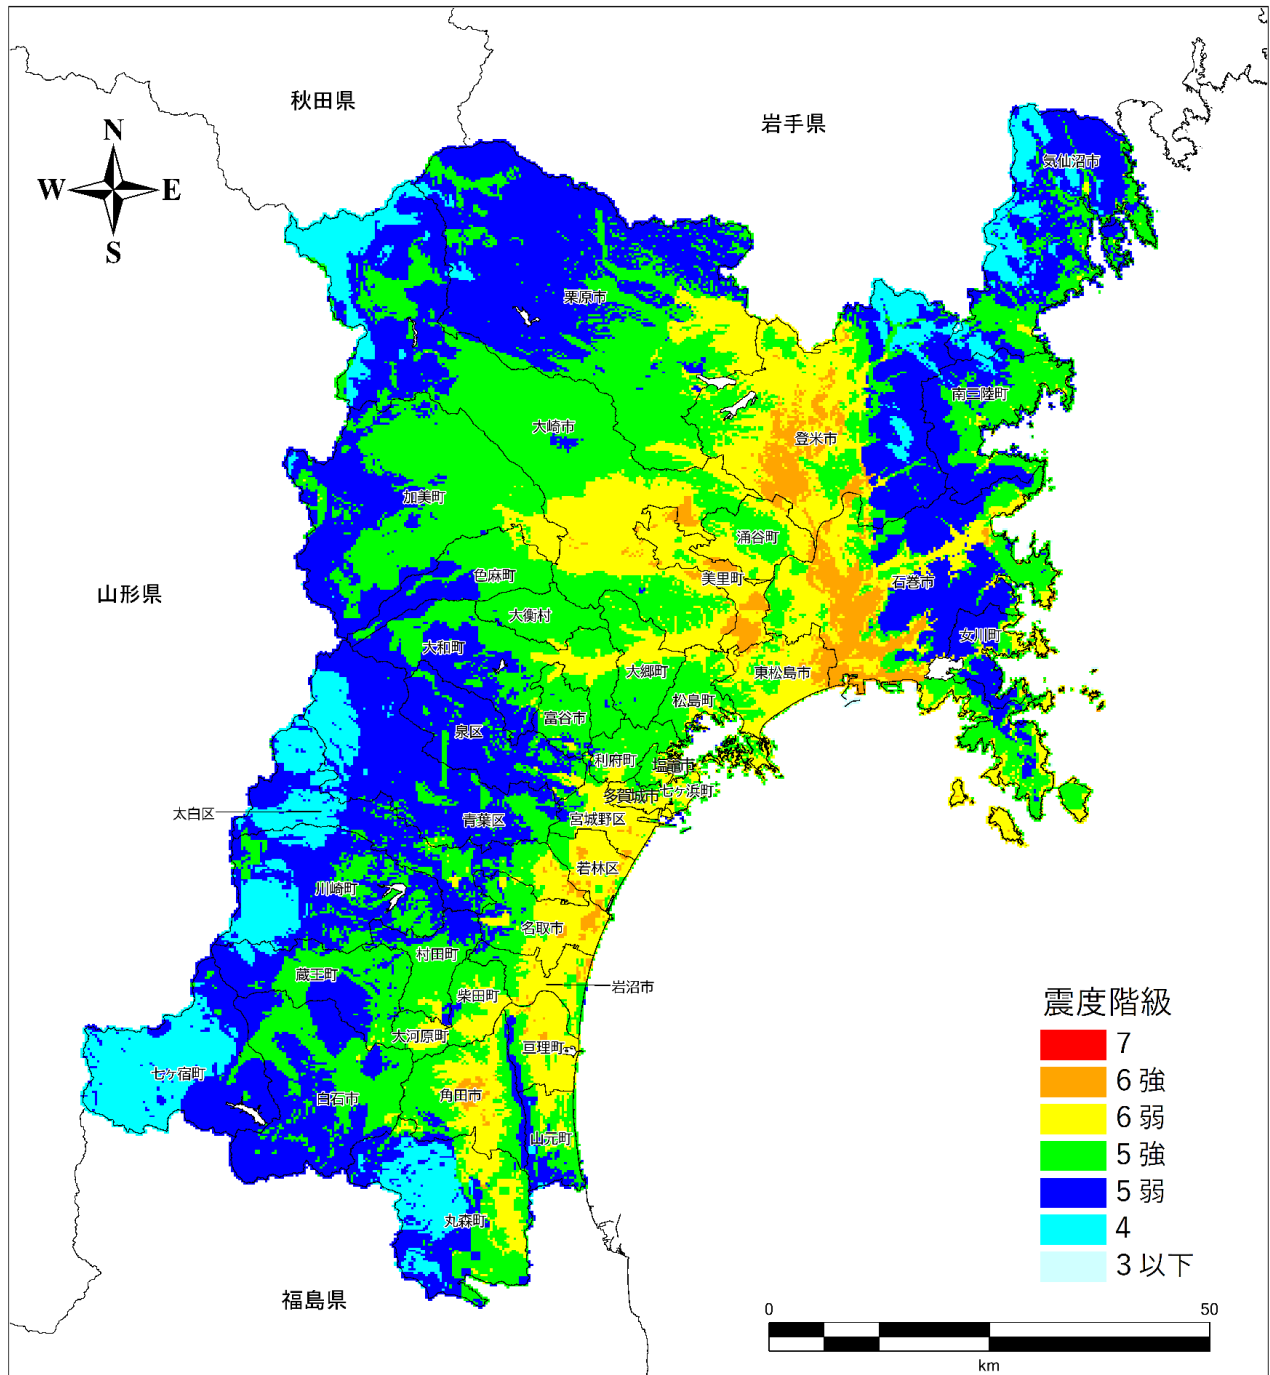 秋田県
岩手県
N
W
E
S
気仙沼市
栗原市
南三陸町
大崎市
登米市
加美町
涌谷町
色麻町
美里町
石巻市
山形県
大衡村
大和町
女川町
大郷町
東松島市
松島町
富谷市
泉区
利府町
塩竈市
七ヶ浜町
多賀城市
太白区
青葉区
宮城野区
若林区
川崎町
名取市
村田町
蔵王町
岩沼市
柴田町
大河原町
亘理町
七ヶ宿町
白石市
角田市
山元町
丸森町
福島県
震度階級
7
6 強
6 弱
5 強
5 弱
4
3 以下
0
50
km